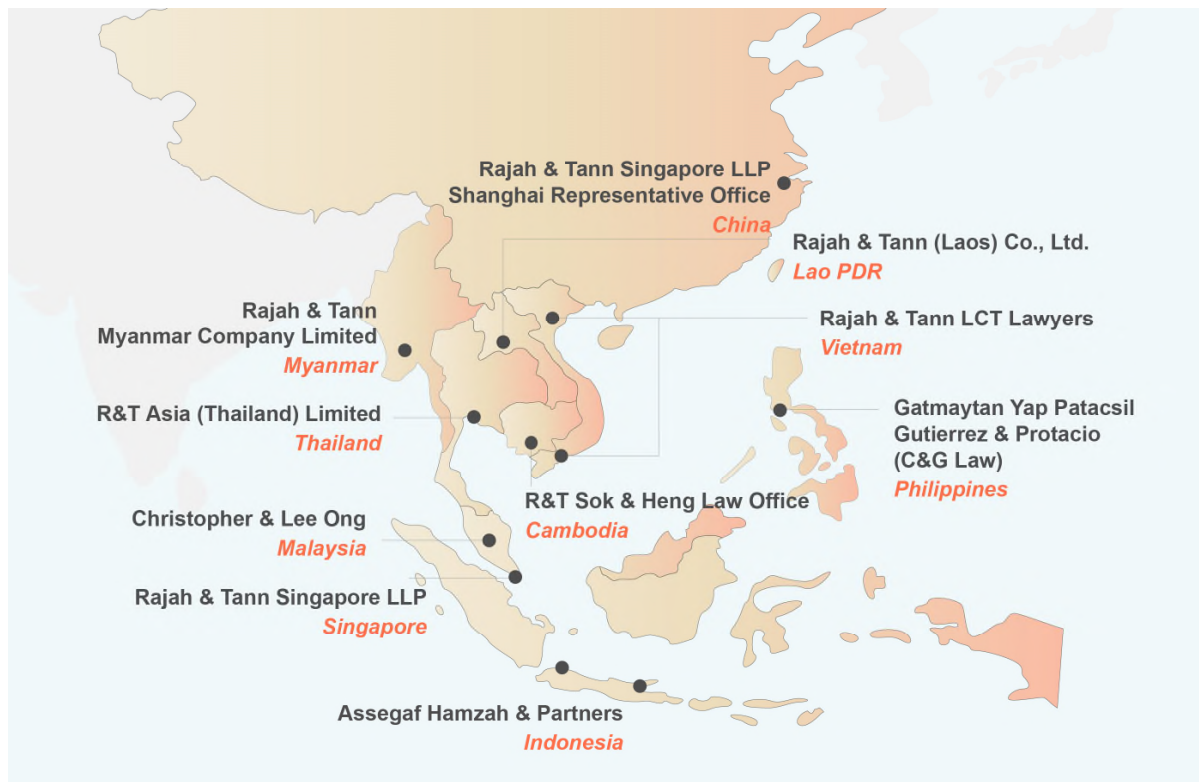 Rajah & Tann Singapore LLP
Shanghai Representative Office
China
Rajah & Tann (Laos) Co., Ltd.
Lao PDR
Rajah & Tann
Myanmar Company Limited
Myanmar
Rajah & Tann LCT Lawyers
Vietnam
R&T Asia (Thailand) Limited
Thailand
Gatmaytan Yap Patacsil
Gutierrez & Protacio
(C&G Law)
Philippines
R&T Sok & Heng Law Office
Cambodia
Christopher & Lee Ong
Malaysia
Rajah & Tann Singapore LLP
Singapore
Assegaf Hamzah & Partners
Indonesia